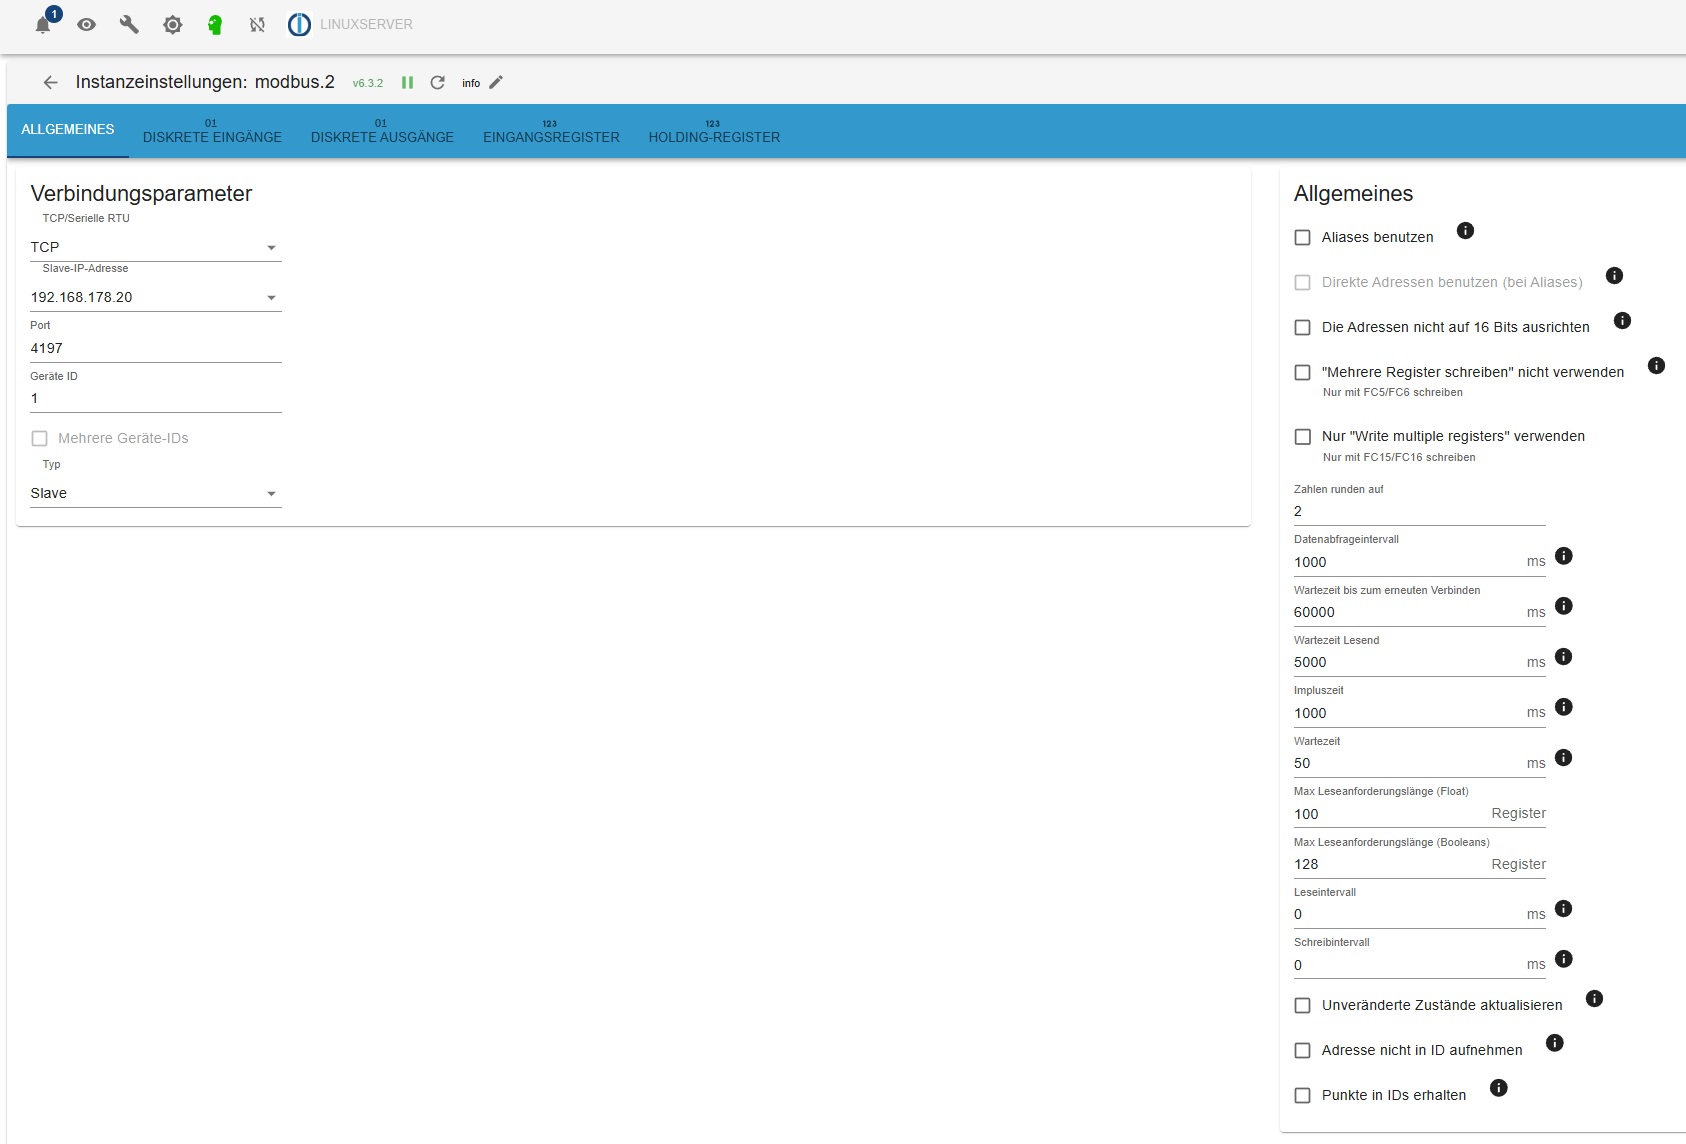 1
LINUXSERVER
Instanzeinstellungen: modbus.2 v6.3.2 info
ALLGEMEINES
01
DISKRETE EINGÄNGE
01
DISKRETE AUSGÄNGE
123
EINGANGSREGISTER
123
HOLDING-REGISTER
Verbindungsparameter
TCP/Serielle RTU
TCP
Slave-IP-Adresse
192.168.178.20
Port
4197
Geräte ID
1
Mehrere Geräte-IDs
Typ
Slave
Allgemeines
Aliases benutzen
Direkte Adressen benutzen (bei Aliases)
Die Adressen nicht auf 16 Bits ausrichten
"Mehrere Register schreiben" nicht verwenden
Nur mit FC5/FC6 schreiben
Nur "Write multiple registers" verwenden
Nur mit FC15/FC16 schreiben
Zahlen runden auf
2
Datenabfrageintervall
1000 ms
Wartezeit bis zum erneuten Verbinden
60000 ms
Wartezeit Lesend
5000 ms
Impluszeit
1000 ms
Wartezeit
50 ms
Max Leseanforderungslänge (Float)
100 Register
Max Leseanforderungslänge (Booleans)
128 Register
Leseintervall
0 ms
Schreibintervall
0 ms
Unveränderte Zustände aktualisieren
Adresse nicht in ID aufnehmen
Punkte in IDs erhalten